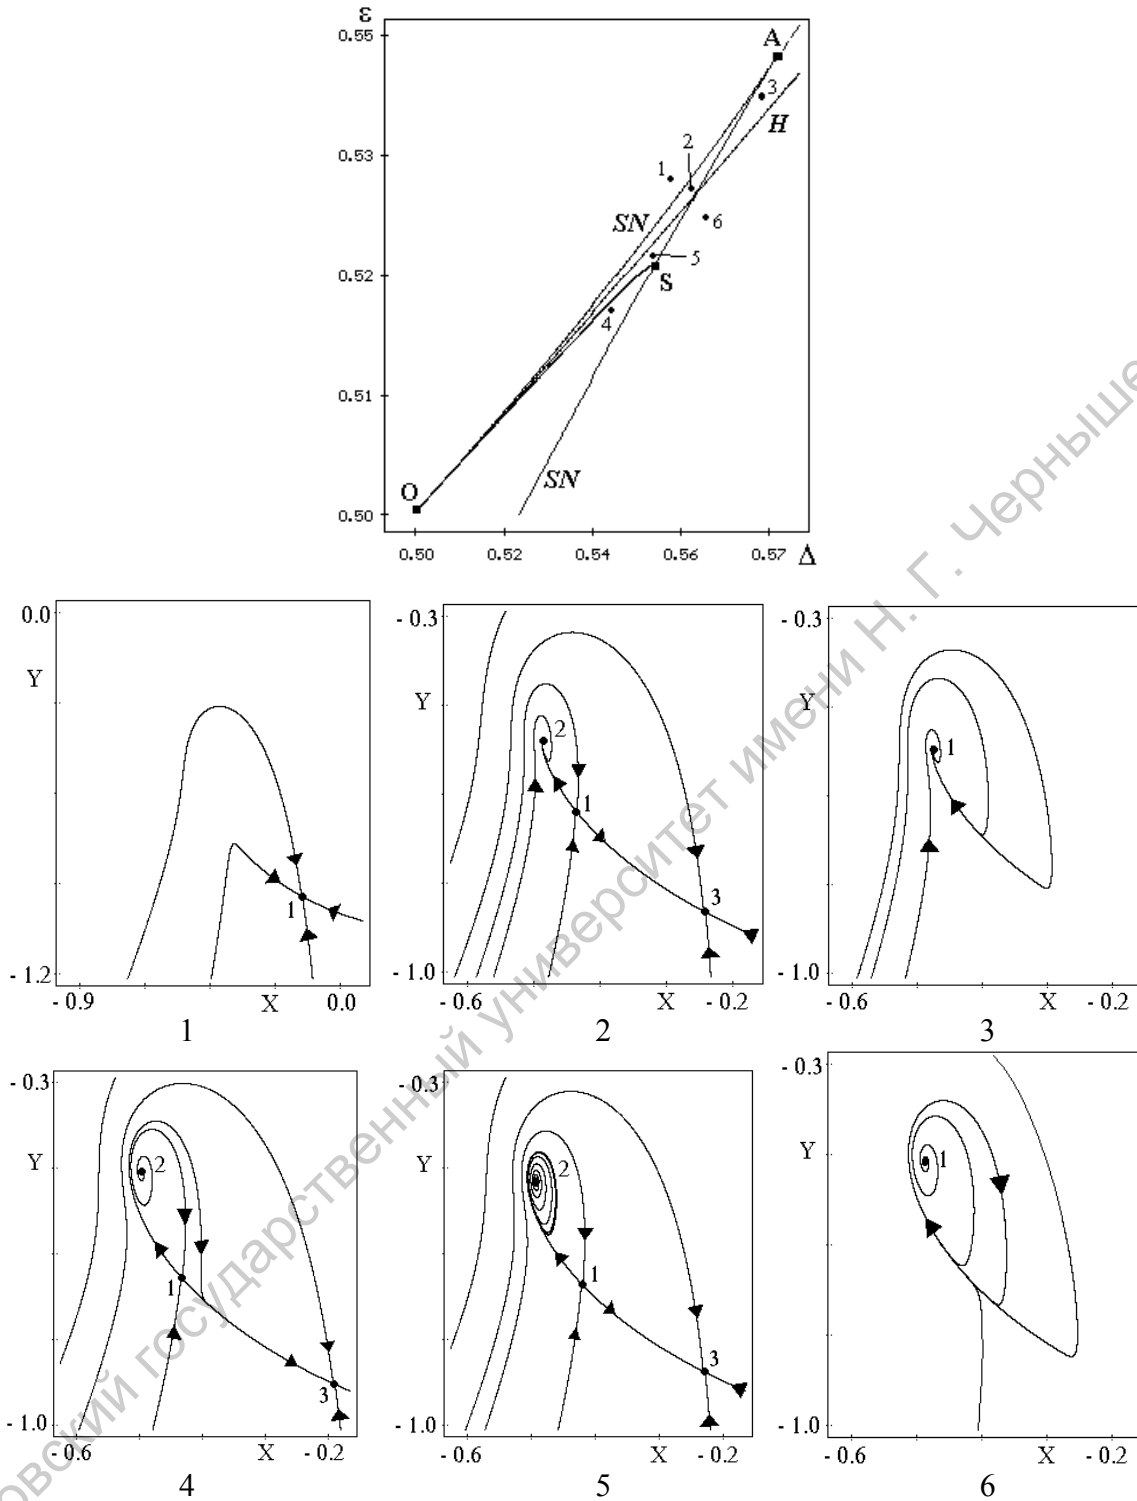 ε
0.55
A
3
H
0.53
2
1
SN
6
5
0.52
S
4
0.51
SN
O
0.50
0.50 0.52 0.54 0.56 0.57 Δ
0.0
Y
1
- 1.2
- 0.9 X 0.0
1
- 0.3
Y
2
1
3
- 1.0
- 0.6 X - 0.2
2
- 0.3
Y
1
- 1.0
- 0.6 X - 0.2
3
- 0.3
Y
2
1
3
- 1.0
- 0.6 X - 0.2
4
- 0.3
Y
2
1
3
- 1.0
- 0.6 X - 0.2
5
- 0.3
Y
1
- 1.0
- 0.6 X - 0.2
6
овский государственный университет имени Н. Г. Черныше